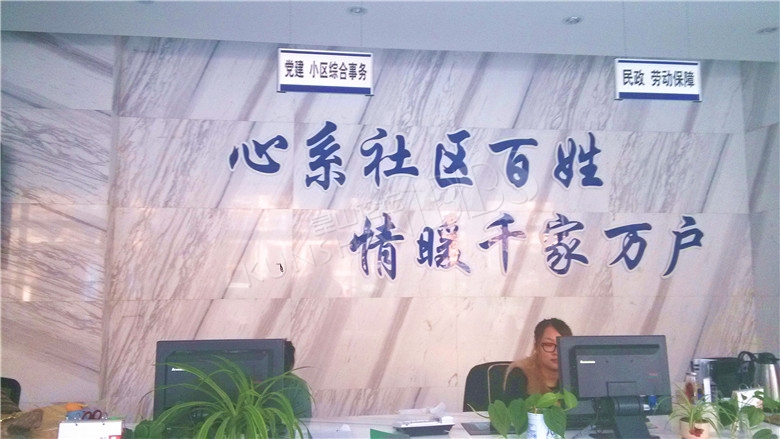 党建 小区综合事务
民政 劳动保障
心系社区百姓
情暖千家万户